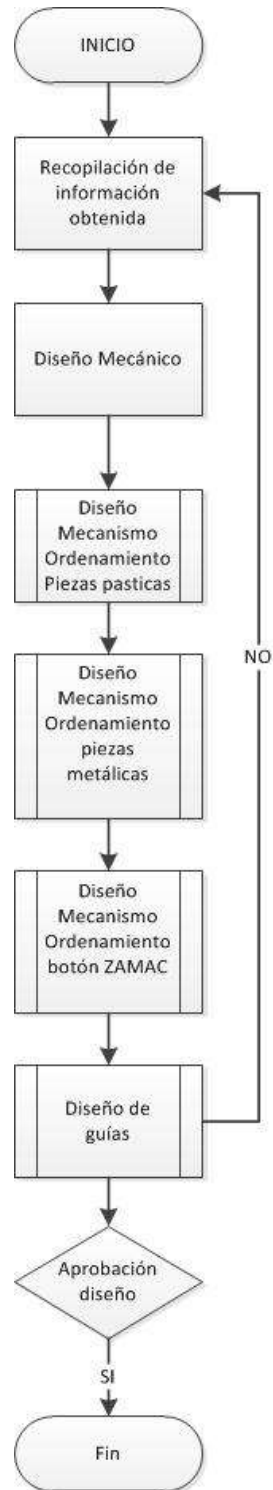 INICIO
Recopilación de
información
obtenida
Diseño Mecánico
Diseño
Mecanismo
Ordenamiento
Piezas pasticas
NO
Diseño
Mecanismo
Ordenamiento
piezas
metálicas
Diseño
Mecanismo
Ordenamiento
botón ZAMAC
Diseño de
guías
Aprobación
diseño
SI
Fin